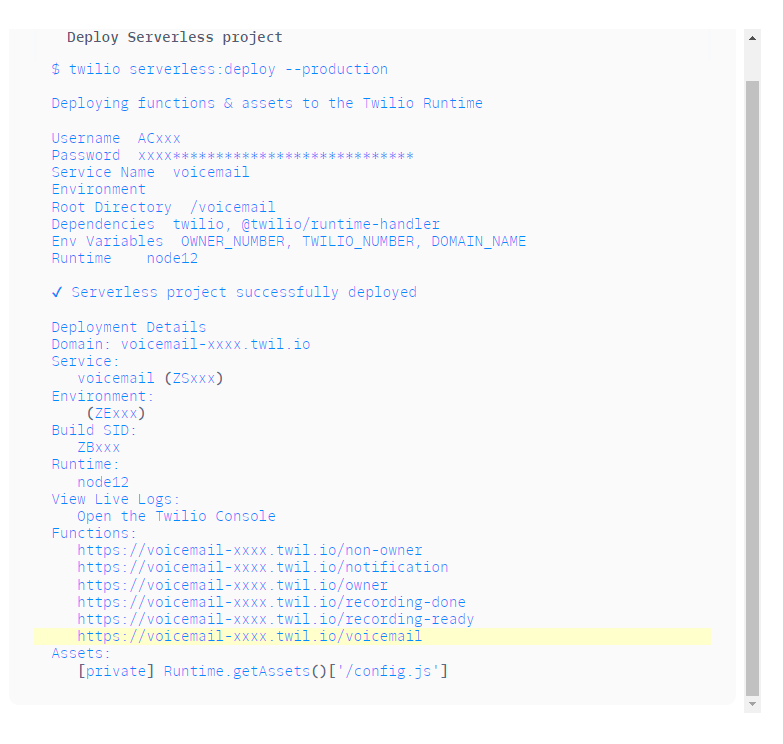 Deploy Serverless project
$ twilio serverless:deploy --production
Deploying functions & assets to the Twilio Runtime
Username  ACxxx
Password  xxxx****************************
Service Name  voicemail
Environment
Root Directory  /voicemail
Dependencies  twilio, @twilio/runtime-handler
Env Variables  OWNER_NUMBER, TWILIO_NUMBER, DOMAIN_NAME
Runtime    node12
✓ Serverless project successfully deployed
Deployment Details
Domain: voicemail-xxxx.twil.io
Service:
   voicemail (ZSxxx)
Environment:
    (ZExxx)
Build SID:
   ZBxxx
Runtime:
   node12
View Live Logs:
   Open the Twilio Console
Functions:
   https://voicemail-xxxx.twil.io/non-owner
   https://voicemail-xxxx.twil.io/notification
   https://voicemail-xxxx.twil.io/owner
   https://voicemail-xxxx.twil.io/recording-done
   https://voicemail-xxxx.twil.io/recording-ready
   https://voicemail-xxxx.twil.io/voicemail
Assets:
   [private] Runtime.getAssets()['/config.js']